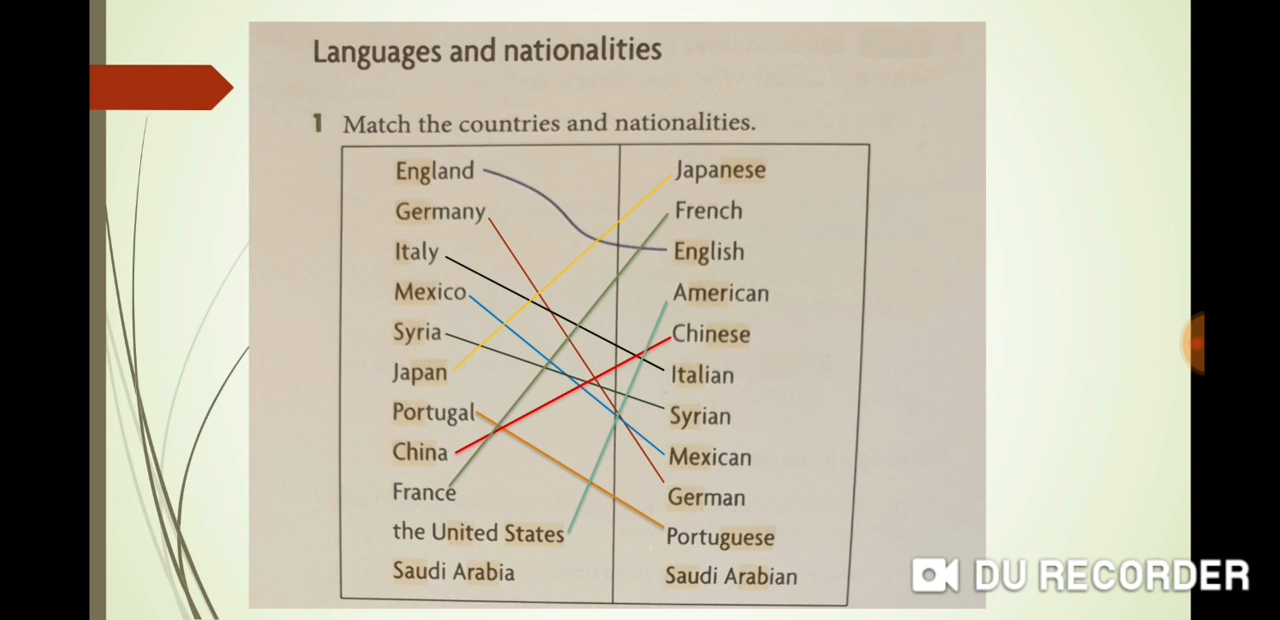 Languages and nationalities
1 Match the countries and nationalities.
England
Germany
Italy
Mexico
Syria
Japan
Portugal
China
France
the United States
Saudi Arabia
Japanese
French
English
American
Chinese
Italian
Syrian
Mexican
German
Portuguese
Saudi Arabian
DU RECORDER